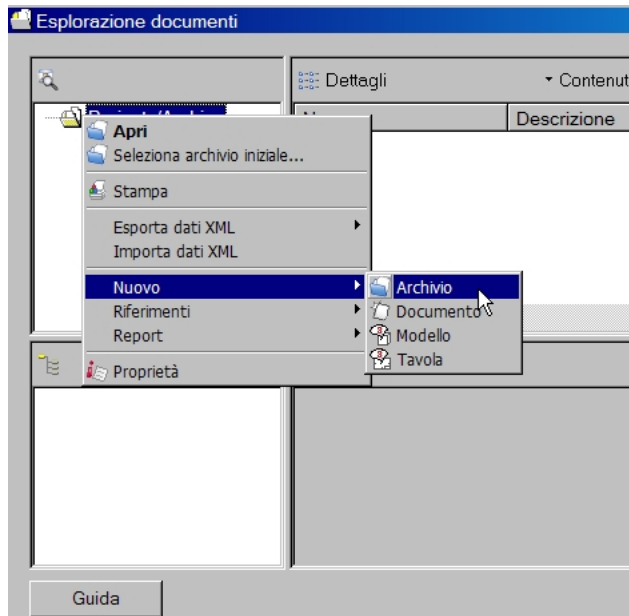 Esplorazione documenti
Dettagli
Contenut
Descrizione
Apri
Seleziona archivio iniziale...
Stampa
Esporta dati XML
Importa dati XML
Nuovo
Archivio
Riferimenti
Documento
Report
Modello
Tavola
Proprietà
Guida